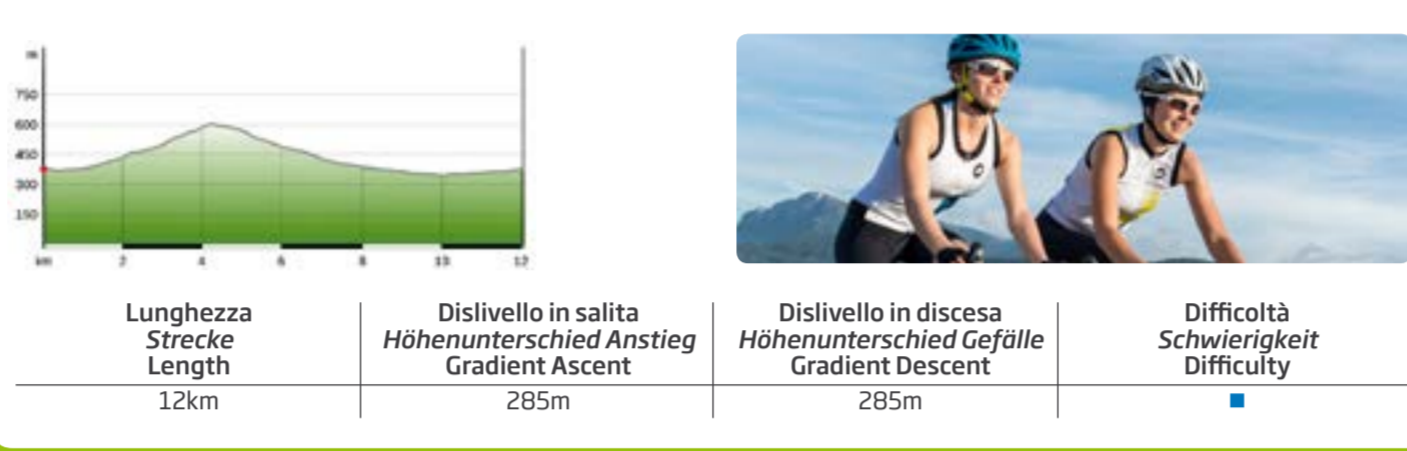 m
750
600
450
300
150
km 2 4 6 8 10 12
Lunghezza
Strecke
Length
Dislivello in salita
Höhenunterschied Anstieg
Gradient Ascent
Dislivello in discesa
Höhenunterschied Gefälle
Gradient Descent
Difficoltà
Schwierigkeit
Difficulty
12km
285m
285m